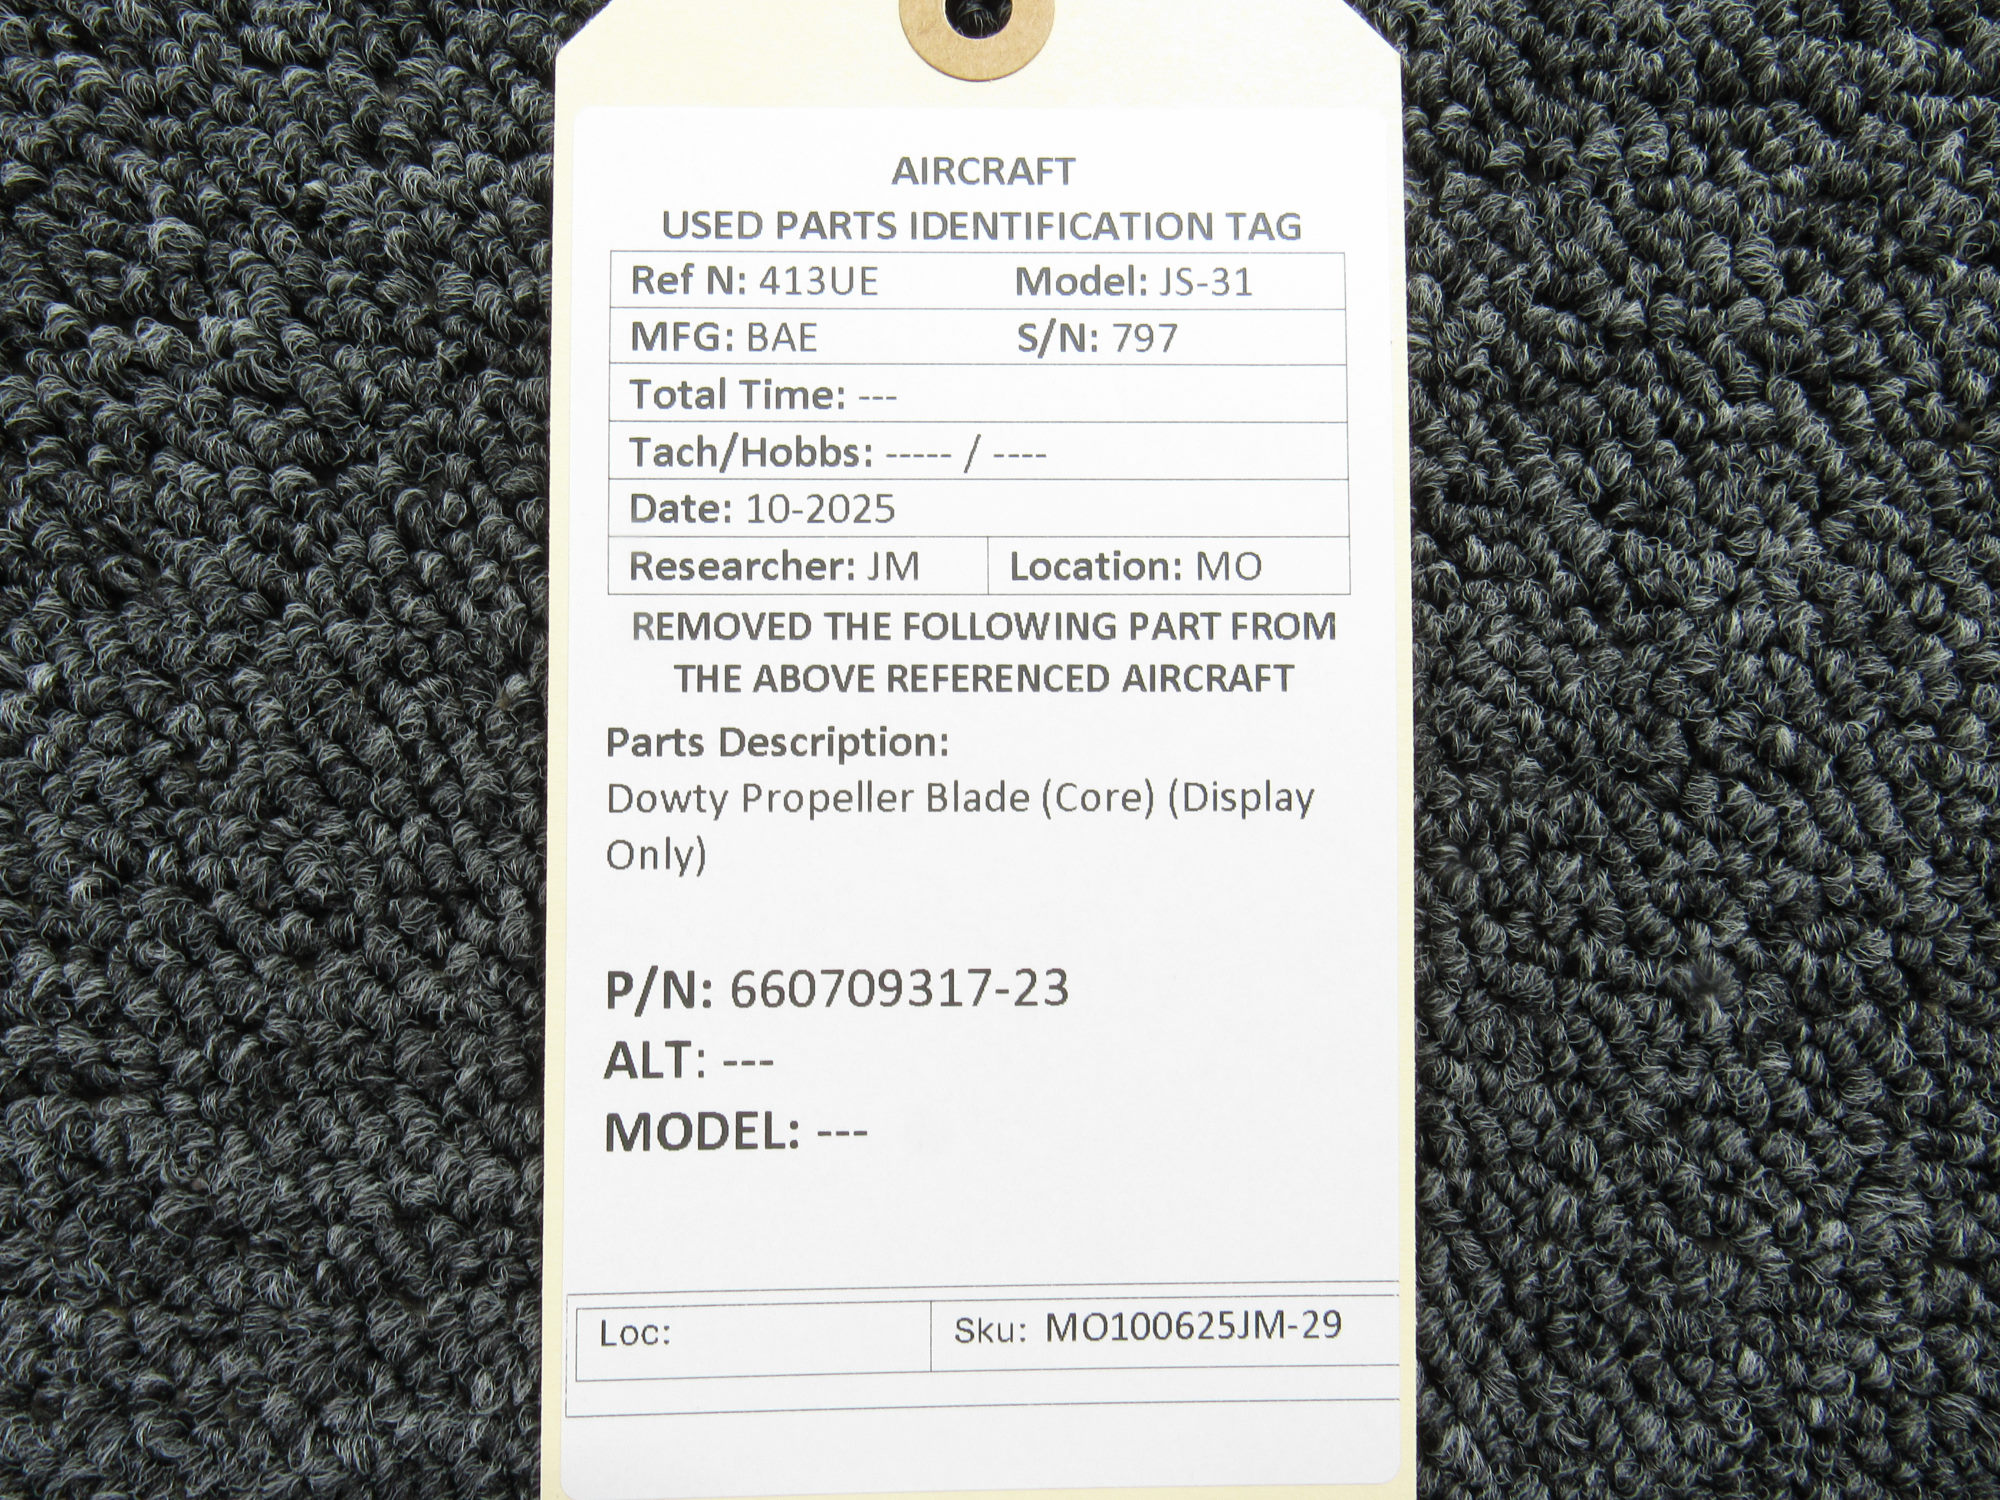 AIRCRAFT
USED PARTS IDENTIFICATION TAG
Ref N: 413UE Model: JS-31
MFG: BAE S/N: 797
Total Time: ---
Tach/Hobbs: ----- / ----
Date: 10-2025
Researcher: JM Location: MO
REMOVED THE FOLLOWING PART FROM
THE ABOVE REFERENCED AIRCRAFT
Parts Description:
Dowty Propeller Blade (Core) (Display
Only)
P/N: 660709317-23
ALT: ---
MODEL: ---
Loc: Sku: MO100625JM-29